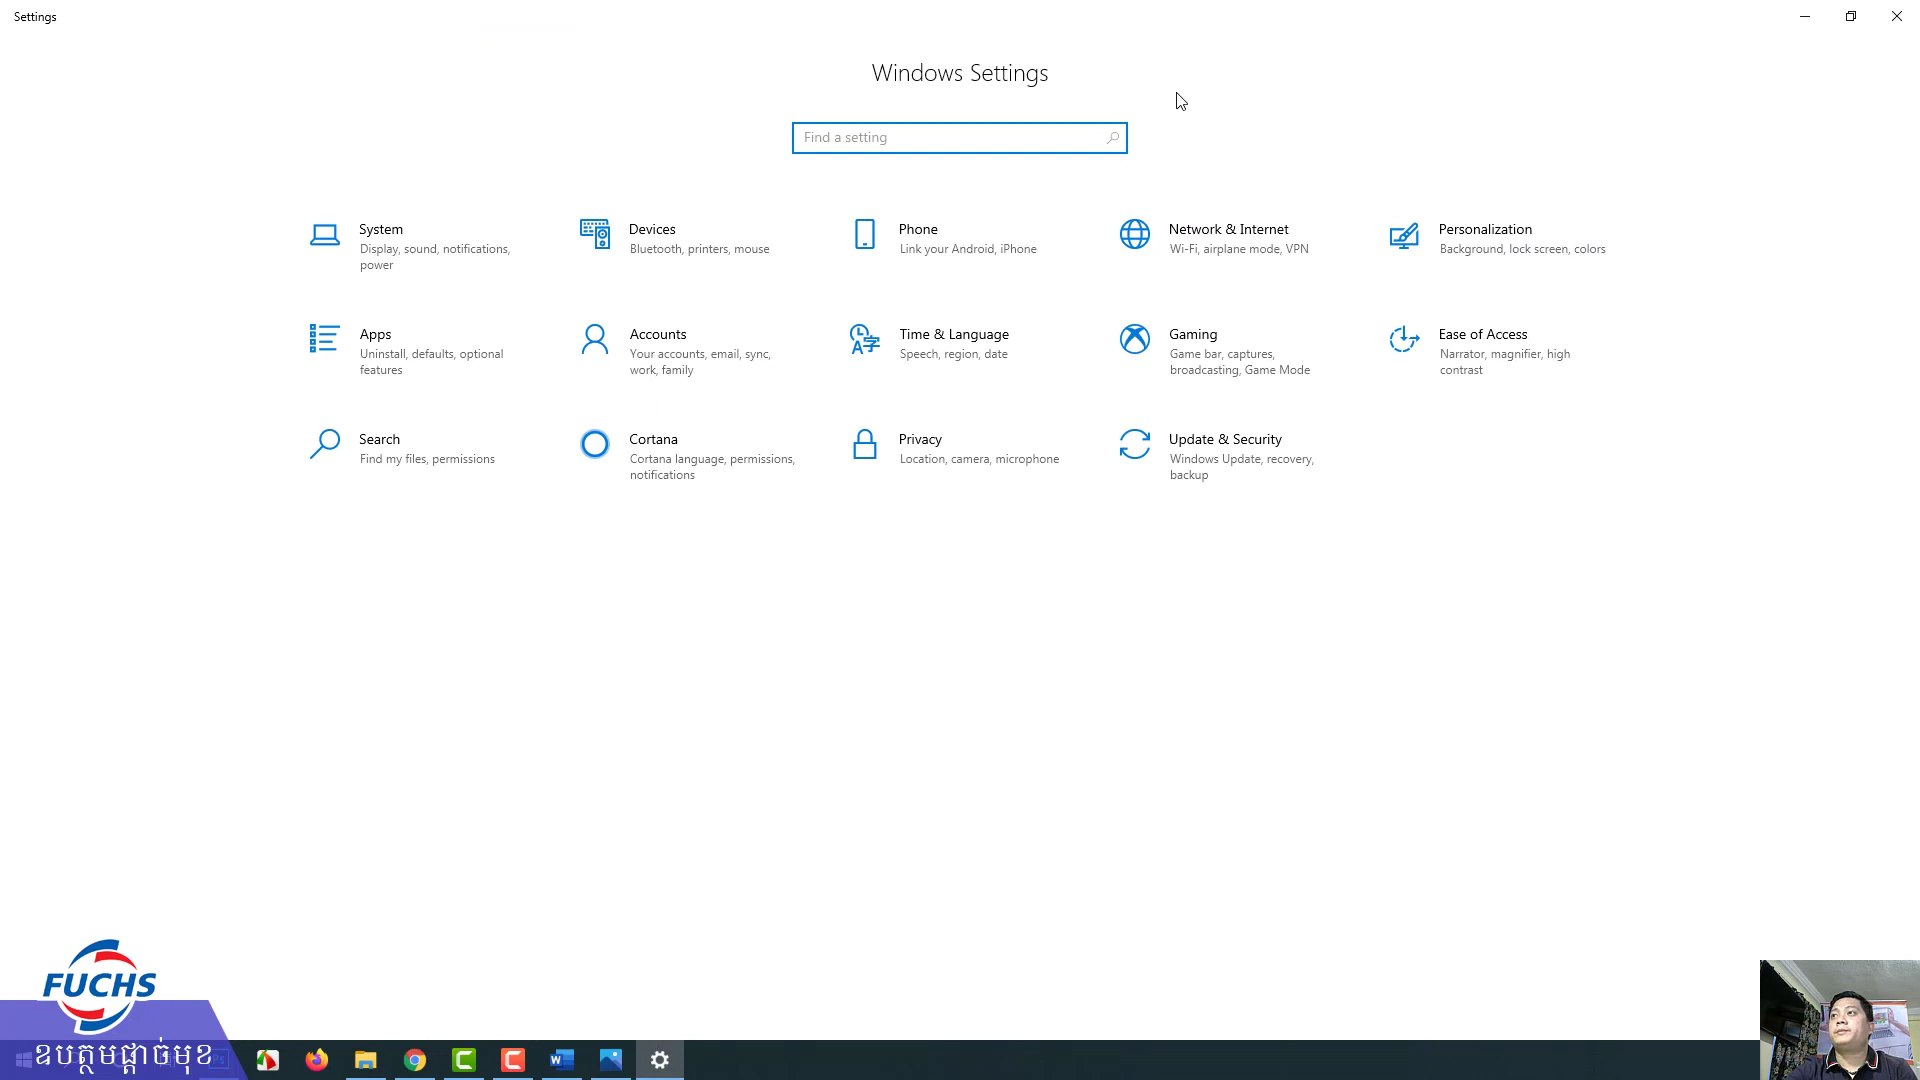 Settings
Windows Settings
Find a setting
System
Display, sound, notifications,
power
Devices
Bluetooth, printers, mouse
Phone
Link your Android, iPhone
Network & Internet
Wi-Fi, airplane mode, VPN
Personalization
Background, lock screen, colors
Apps
Uninstall, defaults, optional
features
Accounts
Your accounts, email, sync,
work, family
Time & Language
Speech, region, date
Gaming
Game bar, captures,
broadcasting, Game Mode
Ease of Access
Narrator, magnifier, high
contrast
Search
Find my files, permissions
Cortana
Cortana language, permissions,
notifications
Privacy
Location, camera, microphone
Update & Security
Windows Update, recovery,
backup
FUCHS
ឧបត្ថមផ្តាច់មុខ